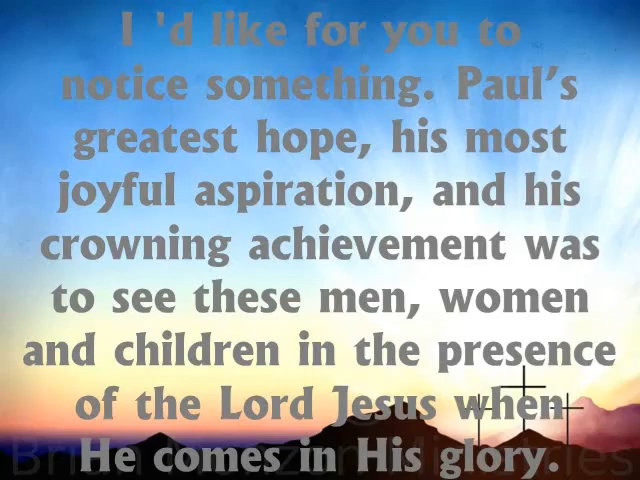 I 'd like for you to
notice something. Paul’s
greatest hope, his most
joyful aspiration, and his
crowning achievement was
to see these men, women
and children in the presence
of the Lord Jesus when
He comes in His glory.